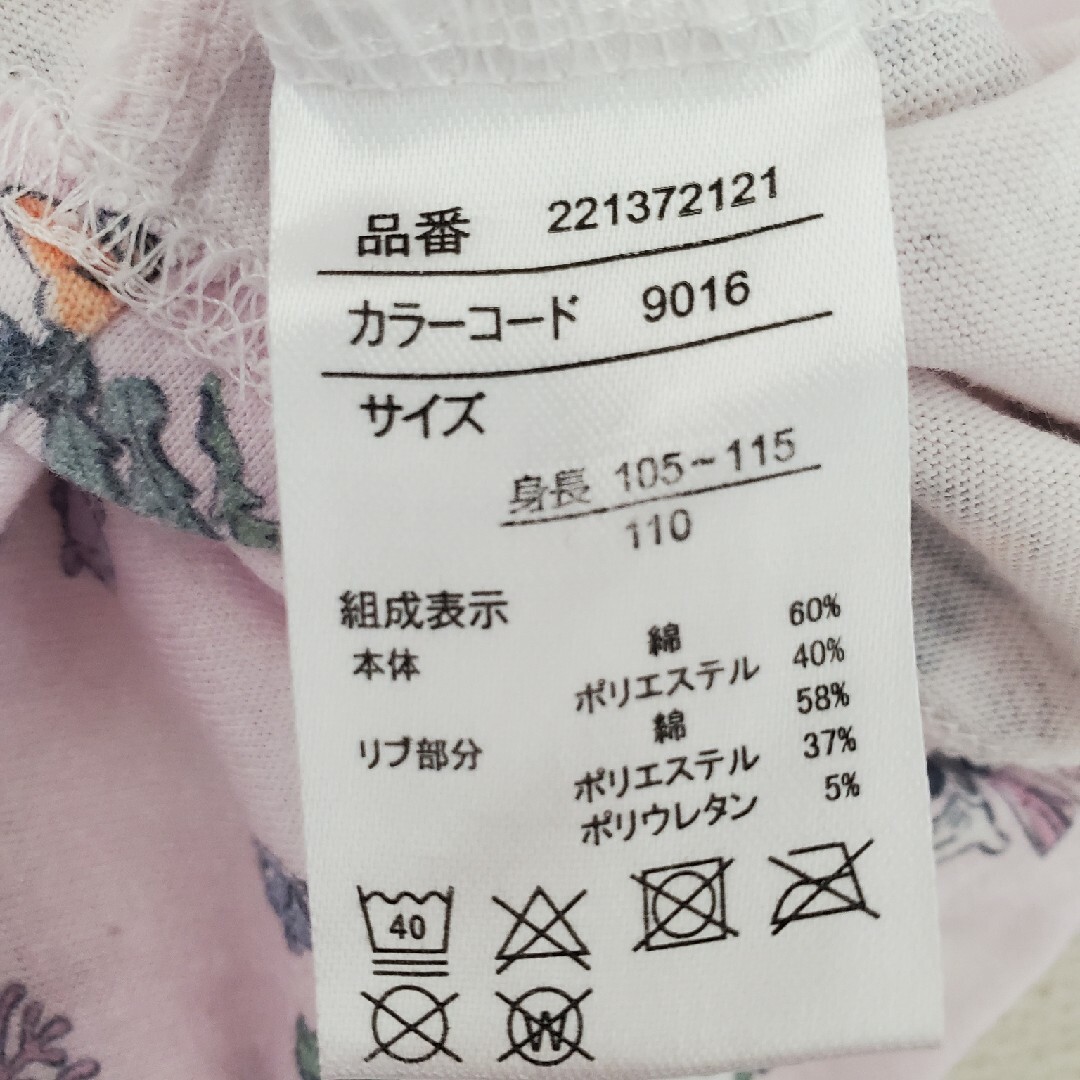 品番 221372121
カラーコード 9016
サイズ
身長 105~115
110
組成表示
本体 綿 60%
ポリエステル 40%
リブ部分 綿 58%
ポリエステル 37%
ポリウレタン 5%
40
W